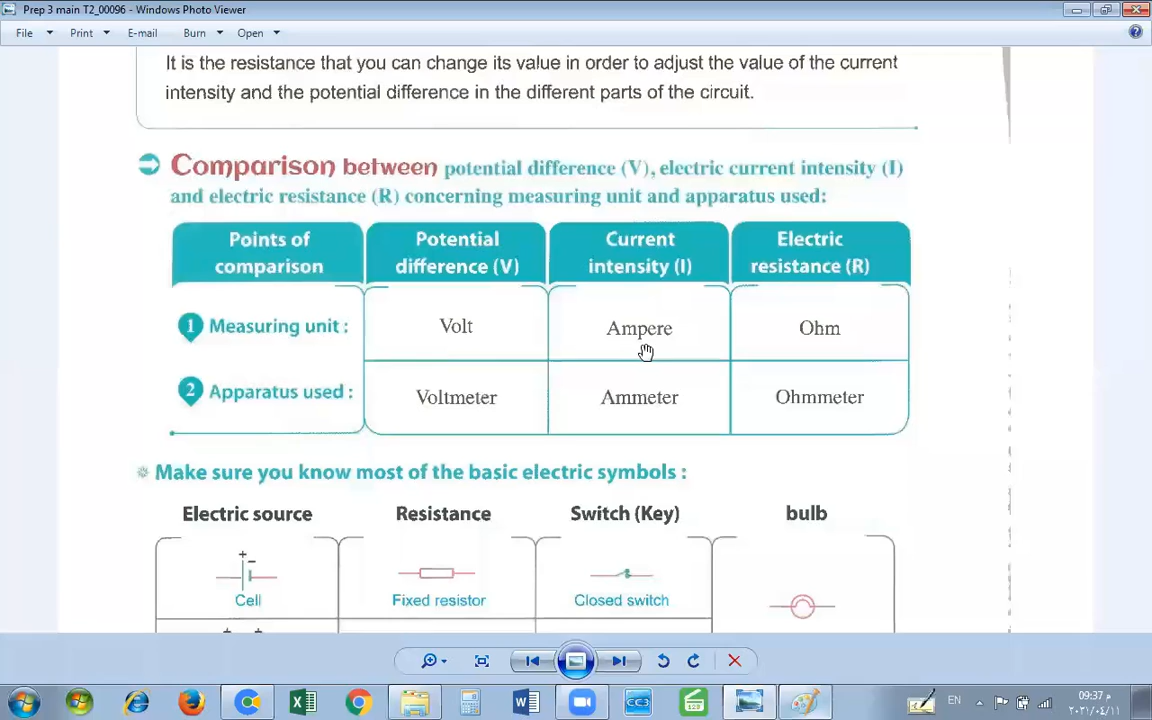 Prep 3 main T2_00096 - Windows Photo Viewer
File Print E-mail Burn Open
It is the resistance that you can change its value in order to adjust the value of the current
intensity and the potential difference in the different parts of the circuit.
Comparison between potential difference (V), electric current intensity (I)
and electric resistance (R) concerning measuring unit and apparatus used:
Points of comparison
Potential difference (V)
Current intensity (I)
Electric resistance (R)
1 Measuring unit : Volt Ampere Ohm
2 Apparatus used : Voltmeter Ammeter Ohmmeter
Make sure you know most of the basic electric symbols :
Electric source Resistance Switch (Key) bulb
+ -
Cell Fixed resistor Closed switch
+ +
CC3
123
EN
09:37 م
٢٠٢١/٠٤/١١